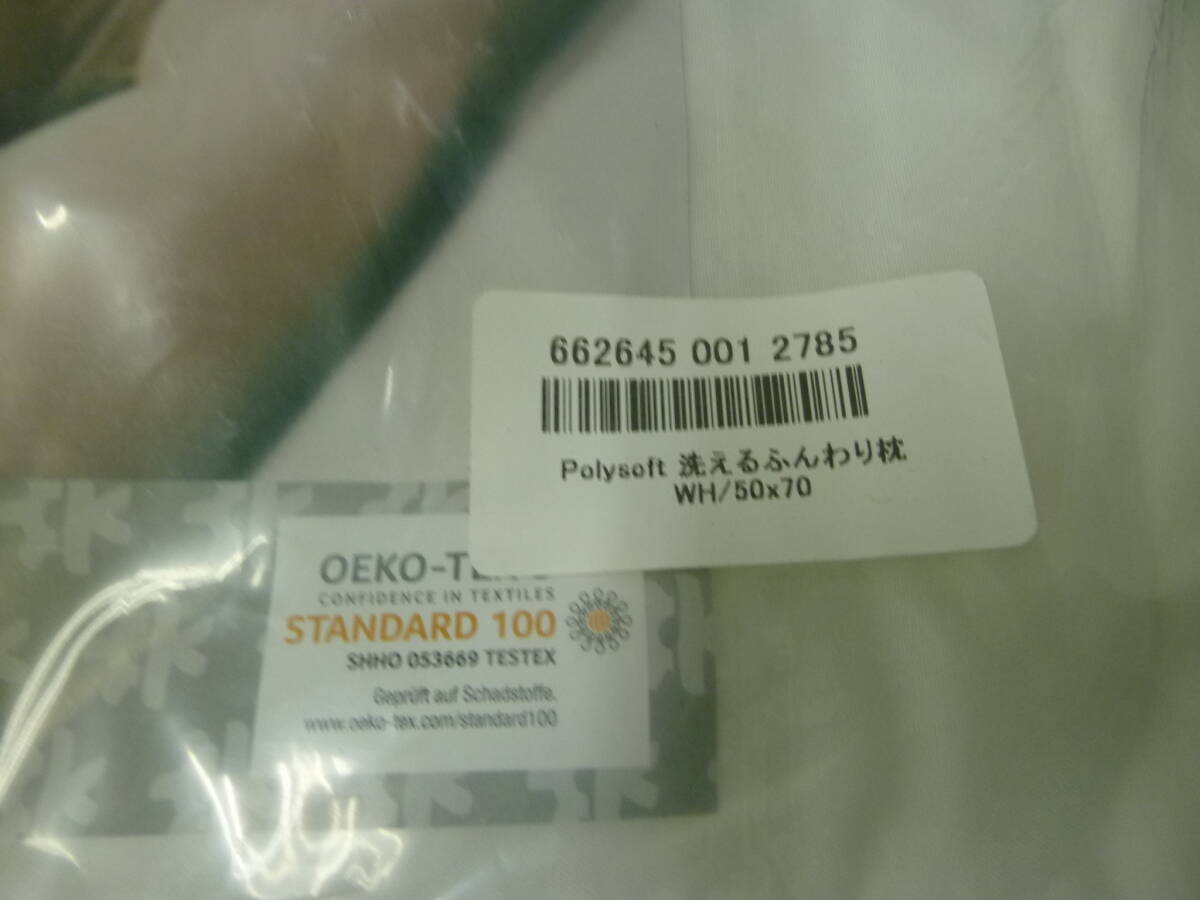 662645 001 2785
Polysoft 洗えるふんわり枕
WH/50x70
CONFIDENCE IN TEXTILES
STANDARD 100
SHHO 053669 TESTEX
Geprüft auf Schadstoffe.
www.oeko-tex.com/standard100